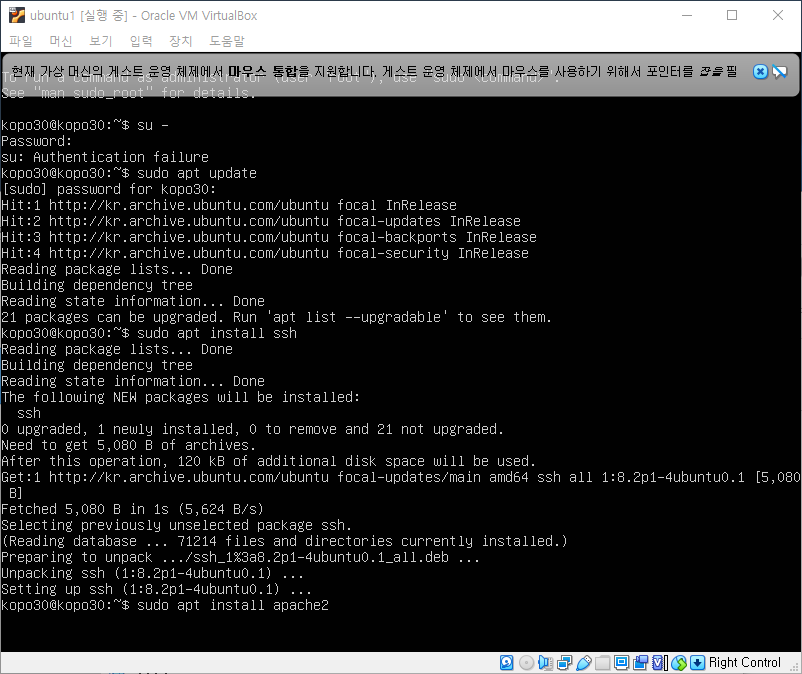 ubuntu1 [실행 중] - Oracle VM VirtualBox
파일 머신 보기 입력 장치 도움말
현재 가상 머신의 게스트 운영 체제에서 마우스 통합을 지원합니다. 게스트 운영 체제에서 마우스를 사용하기 위해서 포인터를 잡을 필
To run a command as administrator (user "root"), use "sudo <command>".
See "man sudo_root" for details.
kopo30@kopo30:~$ su -
Password:
su: Authentication failure
kopo30@kopo30:~$ sudo apt update
[sudo] password for kopo30:
Hit:1 http://kr.archive.ubuntu.com/ubuntu focal InRelease
Hit:2 http://kr.archive.ubuntu.com/ubuntu focal-updates InRelease
Hit:3 http://kr.archive.ubuntu.com/ubuntu focal-backports InRelease
Hit:4 http://kr.archive.ubuntu.com/ubuntu focal-security InRelease
Reading package lists... Done
Building dependency tree
Reading state information... Done
21 packages can be upgraded. Run 'apt list --upgradable' to see them.
kopo30@kopo30:~$ sudo apt install ssh
Reading package lists... Done
Building dependency tree
Reading state information... Done
The following NEW packages will be installed:
ssh
0 upgraded, 1 newly installed, 0 to remove and 21 not upgraded.
Need to get 5,080 B of archives.
After this operation, 120 kB of additional disk space will be used.
Get:1 http://kr.archive.ubuntu.com/ubuntu focal-updates/main amd64 ssh all 1:8.2p1-4ubuntu0.1 [5,080
B]
Fetched 5,080 B in 1s (5,624 B/s)
Selecting previously unselected package ssh.
(Reading database ... 71214 files and directories currently installed.)
Preparing to unpack .../ssh_1%3a8.2p1-4ubuntu0.1_all.deb ...
Unpacking ssh (1:8.2p1-4ubuntu0.1) ...
Setting up ssh (1:8.2p1-4ubuntu0.1) ...
kopo30@kopo30:~$ sudo apt install apache2
Right Control